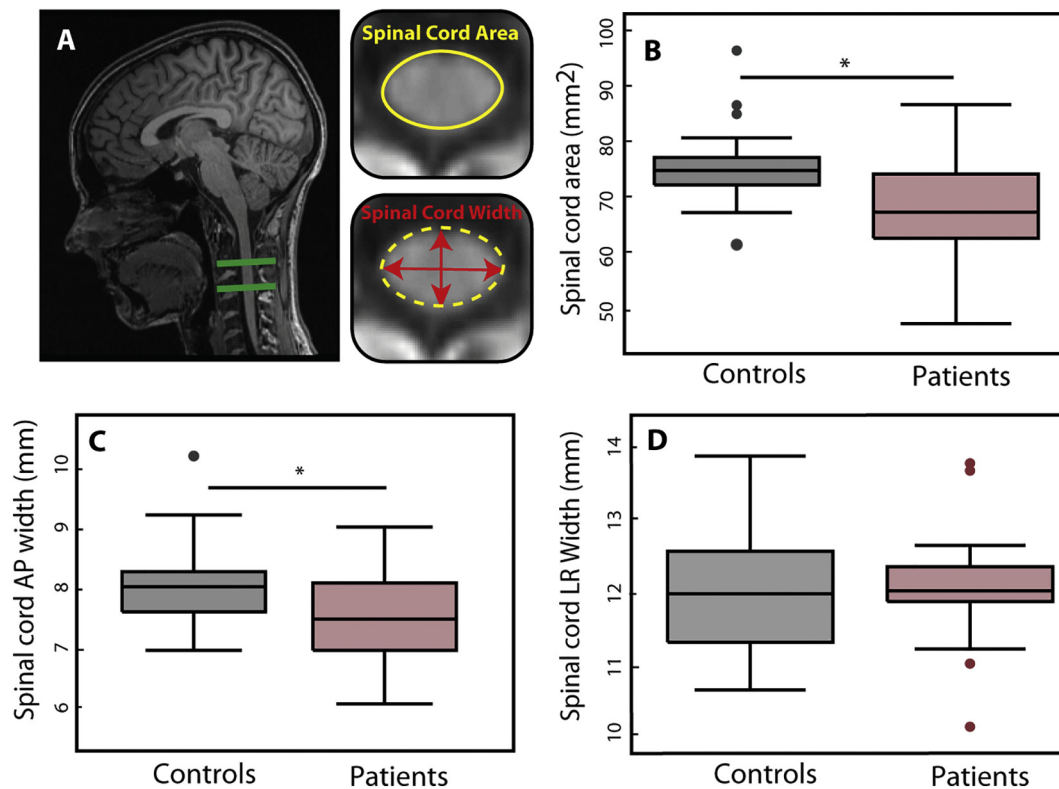 A
Spinal Cord Area
Spinal Cord Width
B
Spinal cord area (mm2)
100
90
80
70
60
50
*
Controls
Patients
C
Spinal cord AP width (mm)
10
9
8
7
6
*
Controls
Patients
D
Spinal cord LR Width (mm)
14
13
12
11
10
Controls
Patients